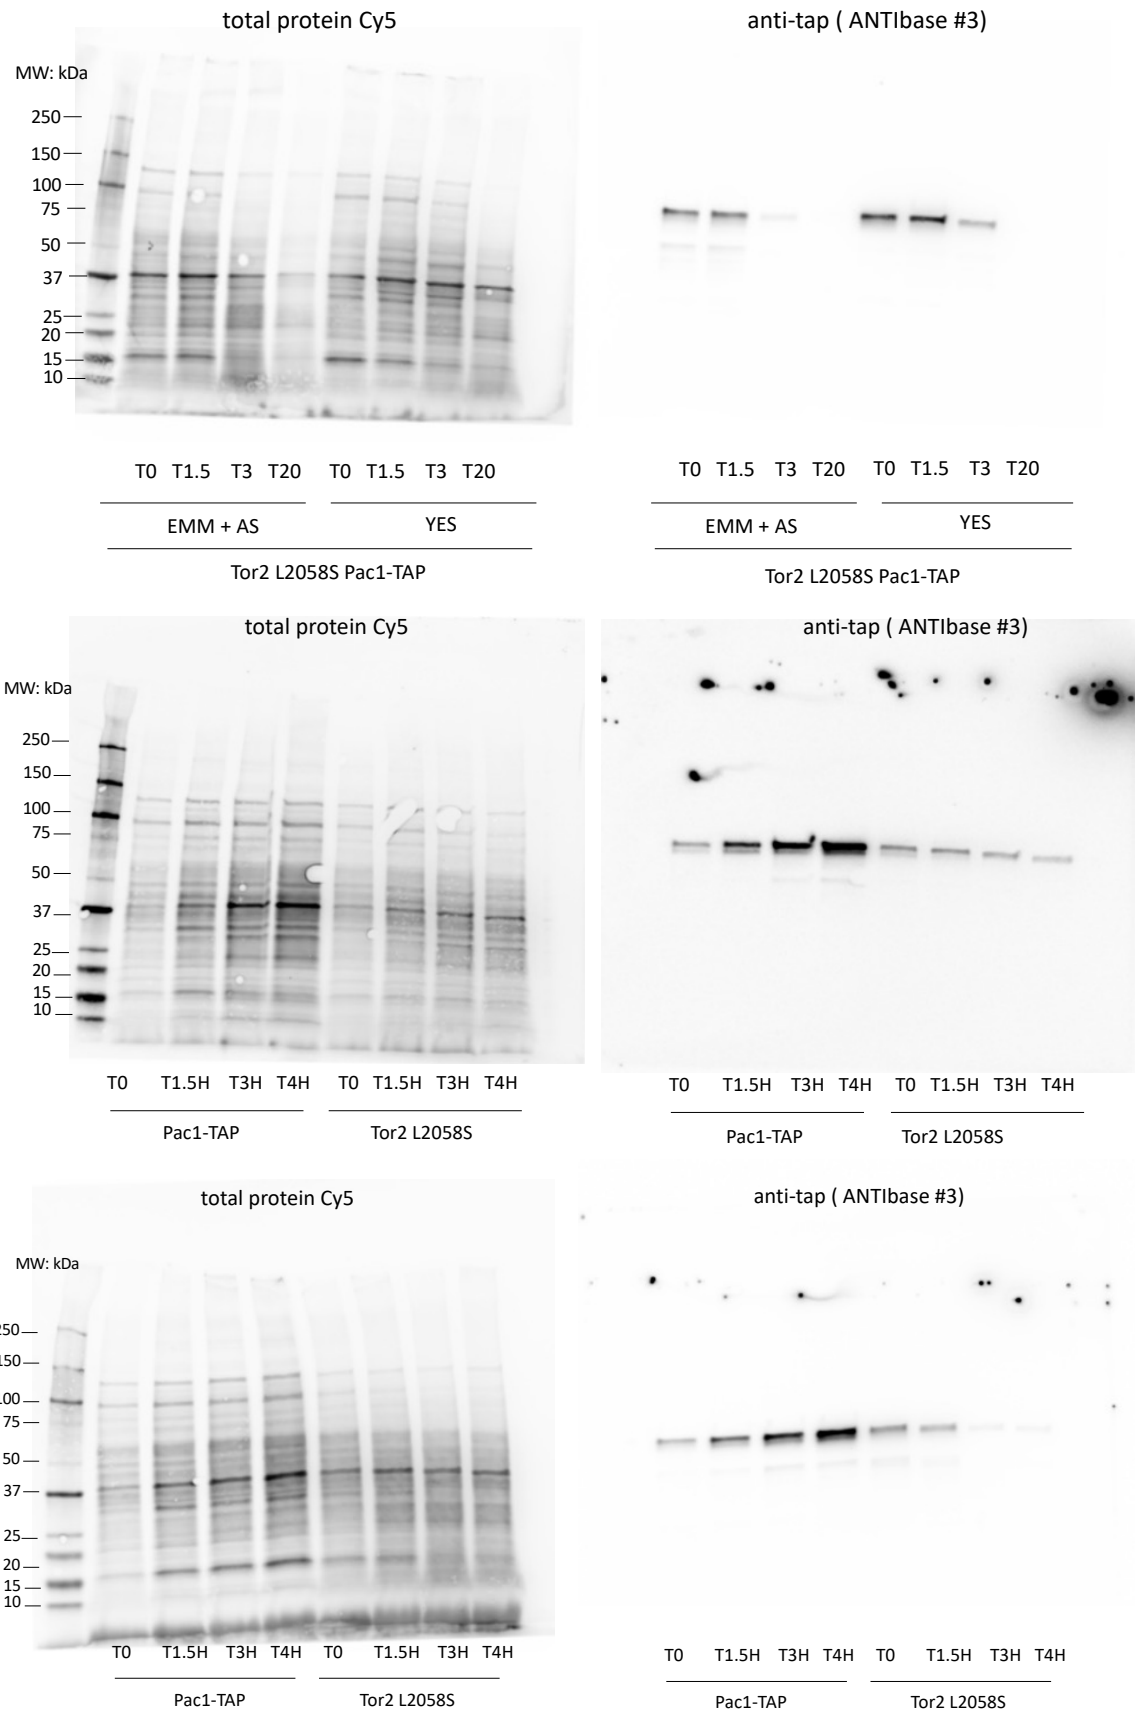 total protein Cy5
anti-tap ( ANTIbase #3)
MW: kDa
250
150
100
75
50
37
25
20
15
10
T0 T1.5 T3 T20 T0 T1.5 T3 T20
EMM + AS YES
Tor2 L2058S Pac1-TAP
T0 T1.5 T3 T20 T0 T1.5 T3 T20
EMM + AS YES
Tor2 L2058S Pac1-TAP
total protein Cy5
anti-tap ( ANTIbase #3)
MW: kDa
250
150
100
75
50
37
25
20
15
10
T0 T1.5H T3H T4H T0 T1.5H T3H T4H
Pac1-TAP Tor2 L2058S
T0 T1.5H T3H T4H T0 T1.5H T3H T4H
Pac1-TAP Tor2 L2058S
total protein Cy5
anti-tap ( ANTIbase #3)
MW: kDa
250
150
100
75
50
37
25
20
15
10
T0 T1.5H T3H T4H T0 T1.5H T3H T4H
Pac1-TAP Tor2 L2058S
T0 T1.5H T3H T4H T0 T1.5H T3H T4H
Pac1-TAP Tor2 L2058S